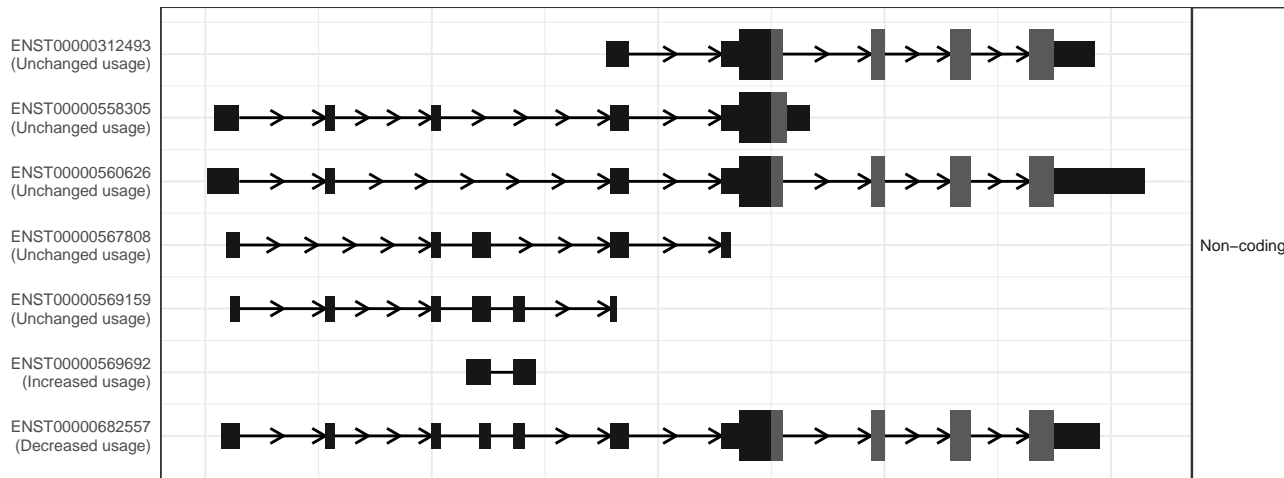 ENST00000312493
(Unchanged usage)
ENST00000558305
(Unchanged usage)
ENST00000560626
(Unchanged usage)
ENST00000567808
(Unchanged usage)
Non−coding
ENST00000569159
(Unchanged usage)
ENST00000569692
(Increased usage)
ENST00000682557
(Decreased usage)